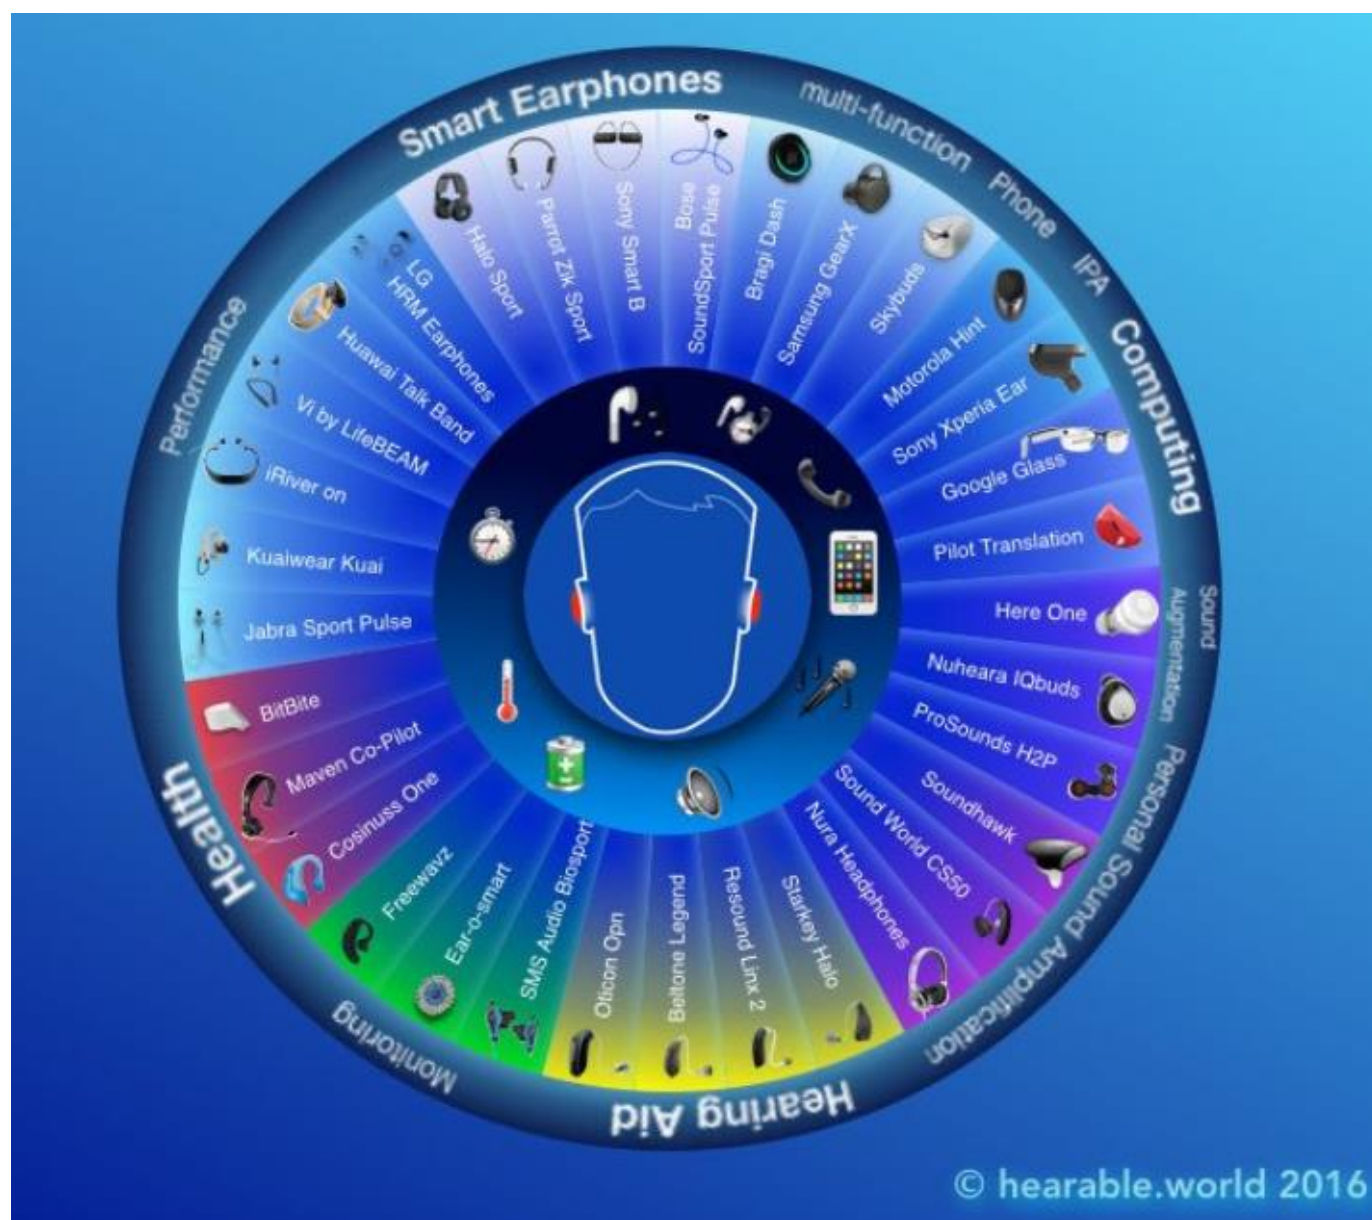 Smart Earphones
multi-function
Phone
IPA
Computing
Sound
Augmentation
Personal Sound Amplification
Hearing Aid
Monitoring
Health
Performance
Halo Sport
Parrot Zik Sport
Sony Smart B
Bose
SoundSport Pulse
Bragi Dash
Samsung GearX
Skybuds
Motorola Hint
Sony Xperia Ear
Google Glass
Pilot Translation
Here One
Nuheara IQbuds
ProSounds H2P
Soundhawk
Sound World CS50
Nura Headphones
Starkey Halo
Resound Linx 2
Beltone Legend
Oticon Opn
SMS Audio Biosport
Ear-o-smart
Freewavz
Cosinuss One
Maven Co-Pilot
BitBite
Jabra Sport Pulse
Kuaiwear Kuai
iRiver on
Vi by LifeBEAM
Huawai Talk Band
LG
HRM Earphones
© hearable.world 2016